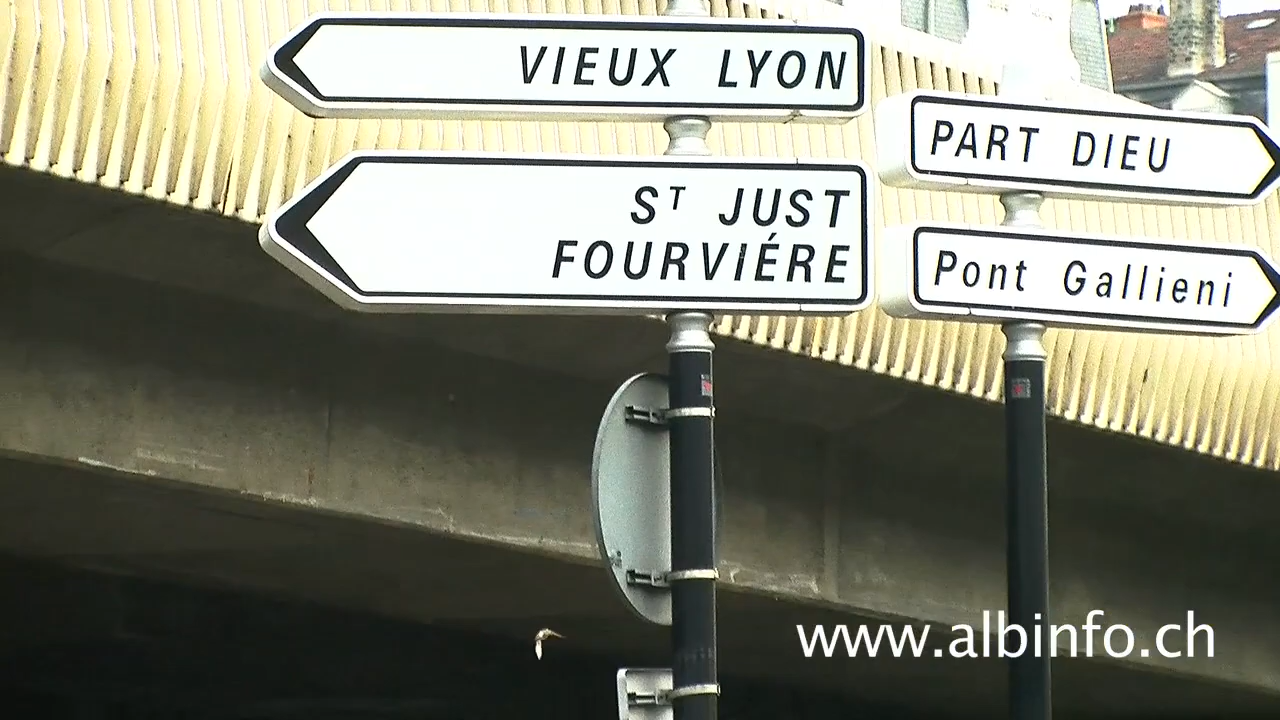 VIEUX LYON
Sᵀ JUST
FOURVIÉRE
PART DIEU
Pont Gallieni
www.albinfo.ch